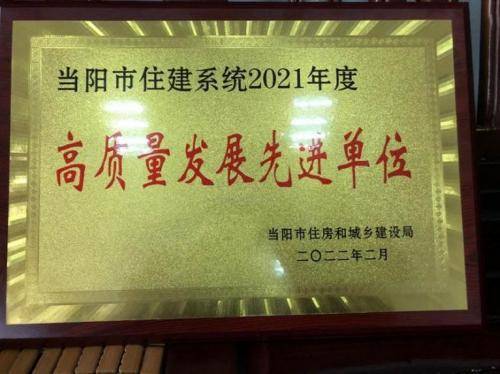 当阳市住建系统2021年度
高质量发展先进单位
当阳市住房和城乡建设局
二〇二二年二月